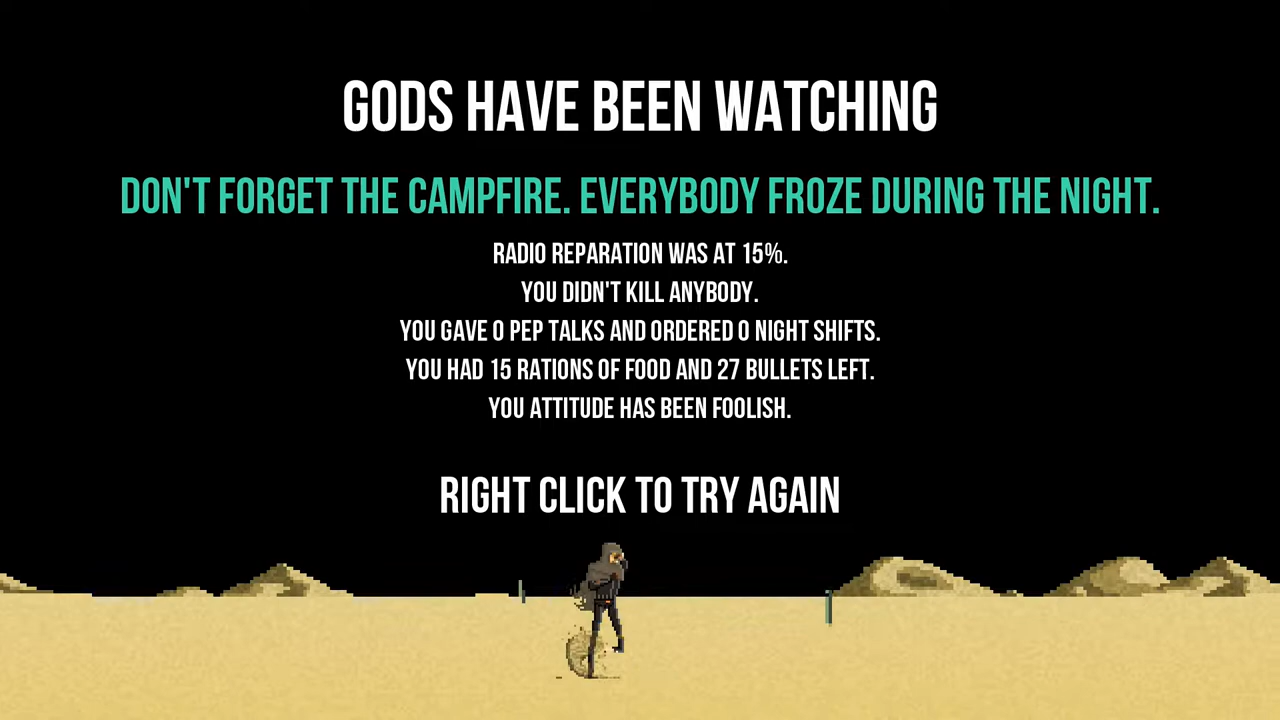 GODS HAVE BEEN WATCHING
DON'T FORGET THE CAMPFIRE. EVERYBODY FROZE DURING THE NIGHT.
RADIO REPARATION WAS AT 15%.
YOU DIDN'T KILL ANYBODY.
YOU GAVE 0 PEP TALKS AND ORDERED 0 NIGHT SHIFTS.
YOU HAD 15 RATIONS OF FOOD AND 27 BULLETS LEFT.
YOU ATTITUDE HAS BEEN FOOLISH.
RIGHT CLICK TO TRY AGAIN